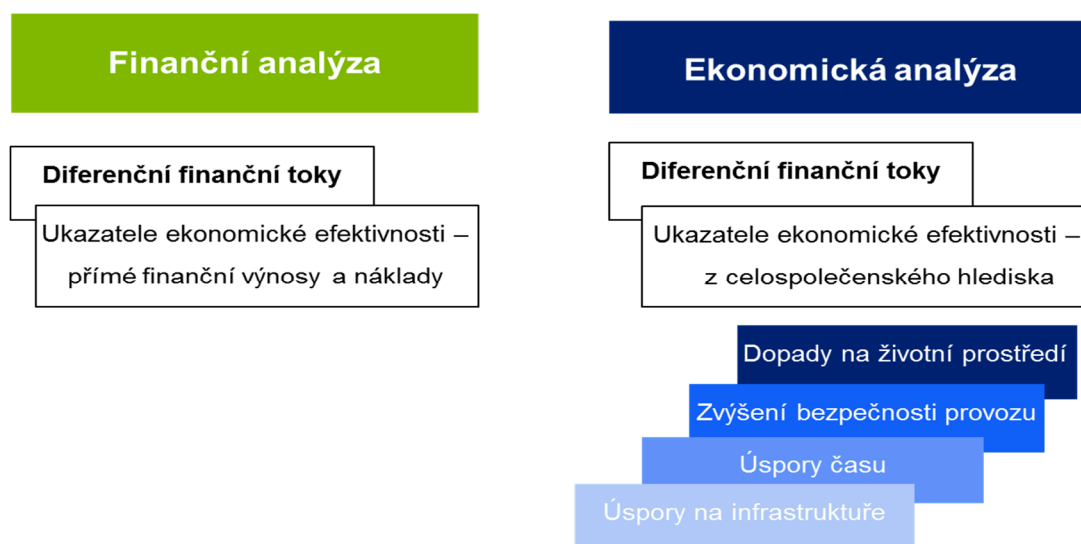 Finanční analýza
Diferenční finanční toky
Ukazatele ekonomické efektivnosti –
přímé finanční výnosy a náklady
Ekonomická analýza
Diferenční finanční toky
Ukazatele ekonomické efektivnosti –
z celospolečenského hlediska
Dopady na životní prostředí
Zvýšení bezpečnosti provozu
Úspory času
Úspory na infrastruktuře